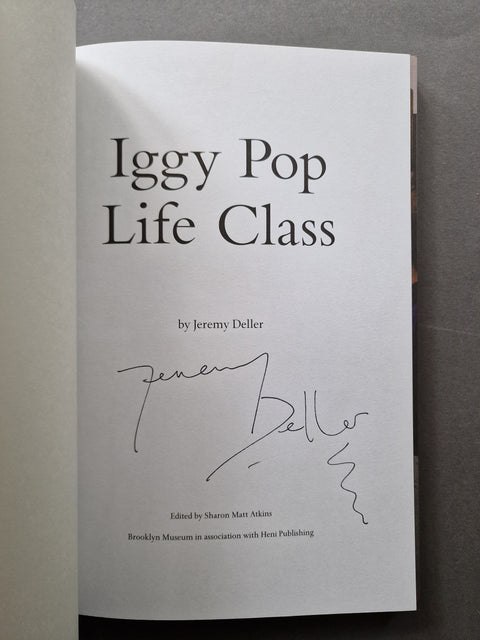 Iggy Pop
Life Class
by Jeremy Deller
Jeremy
Deller
Edited by Sharon Matt Atkins
Brooklyn Museum in association with Heni Publishing